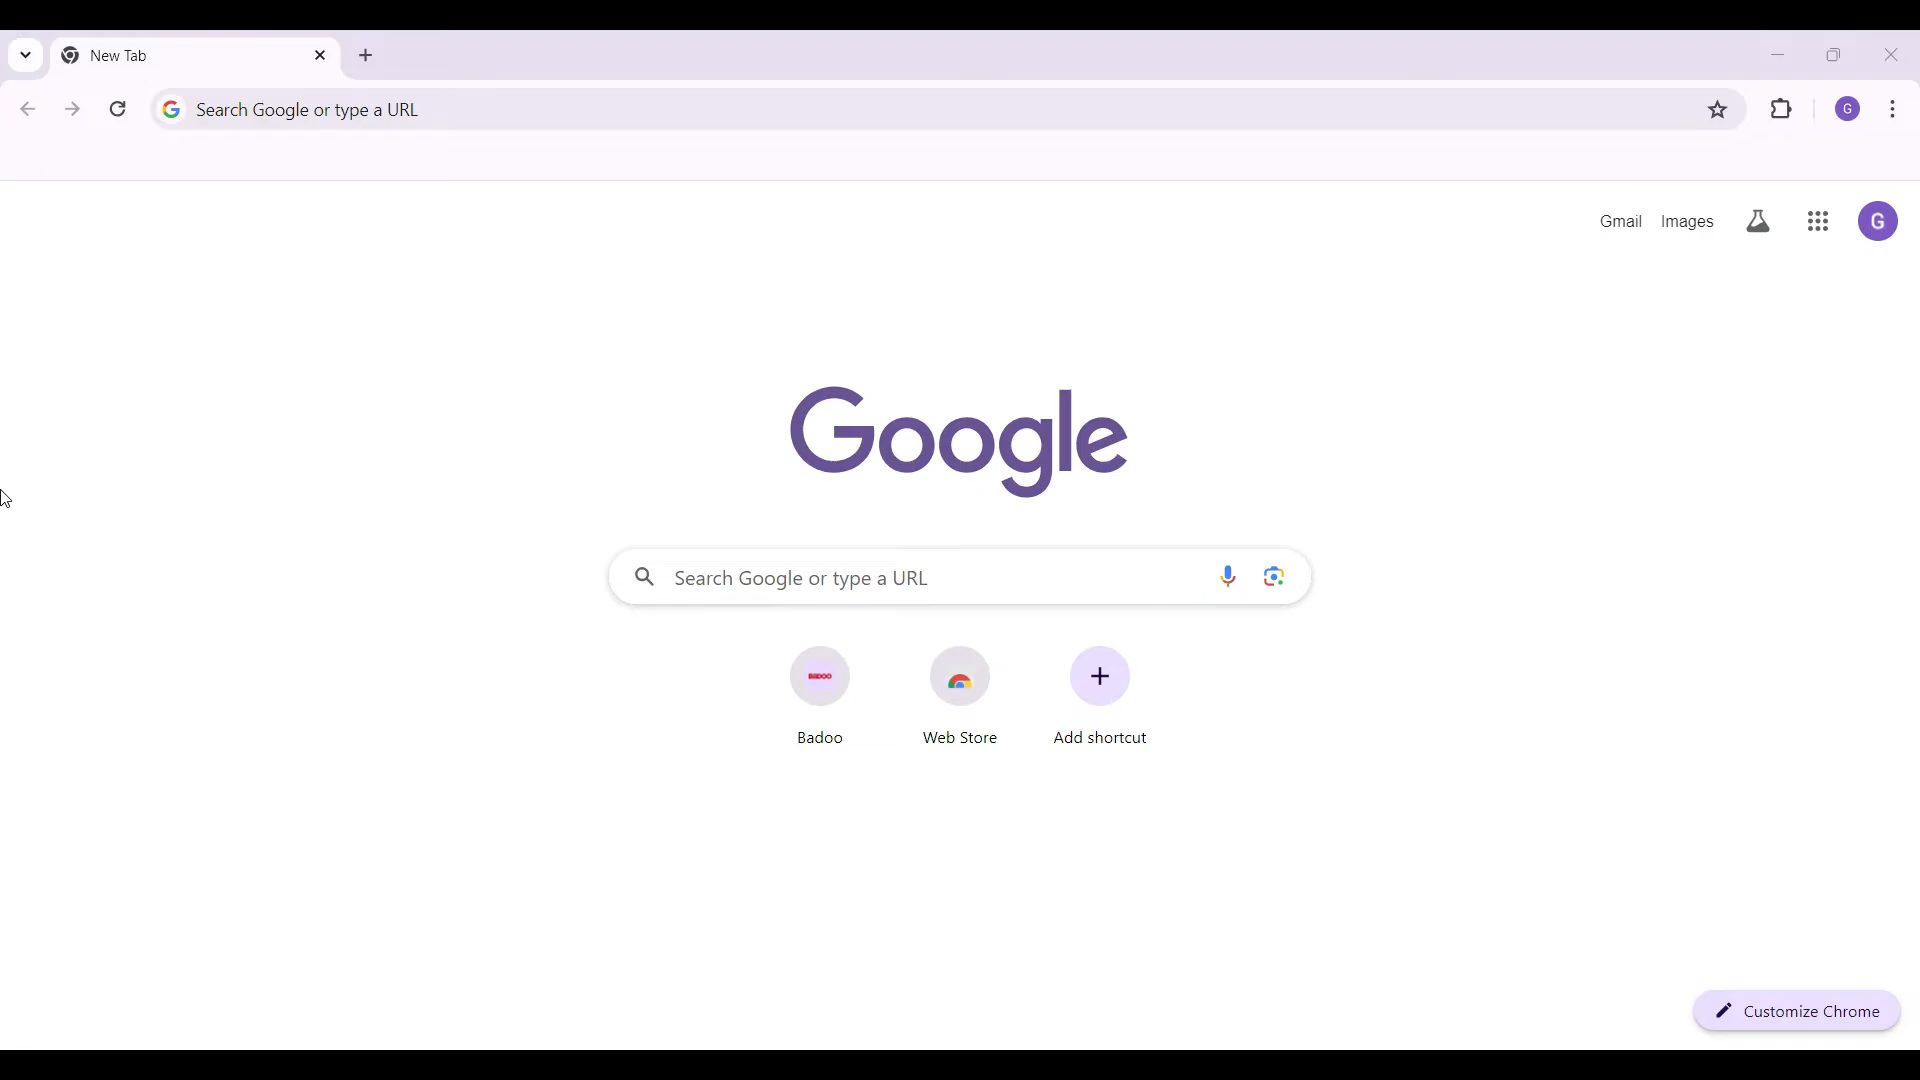 New Tab
Search Google or type a URL
G
Gmail Images
G
Google
Search Google or type a URL
BADOO
Badoo Web Store Add shortcut
Customize Chrome